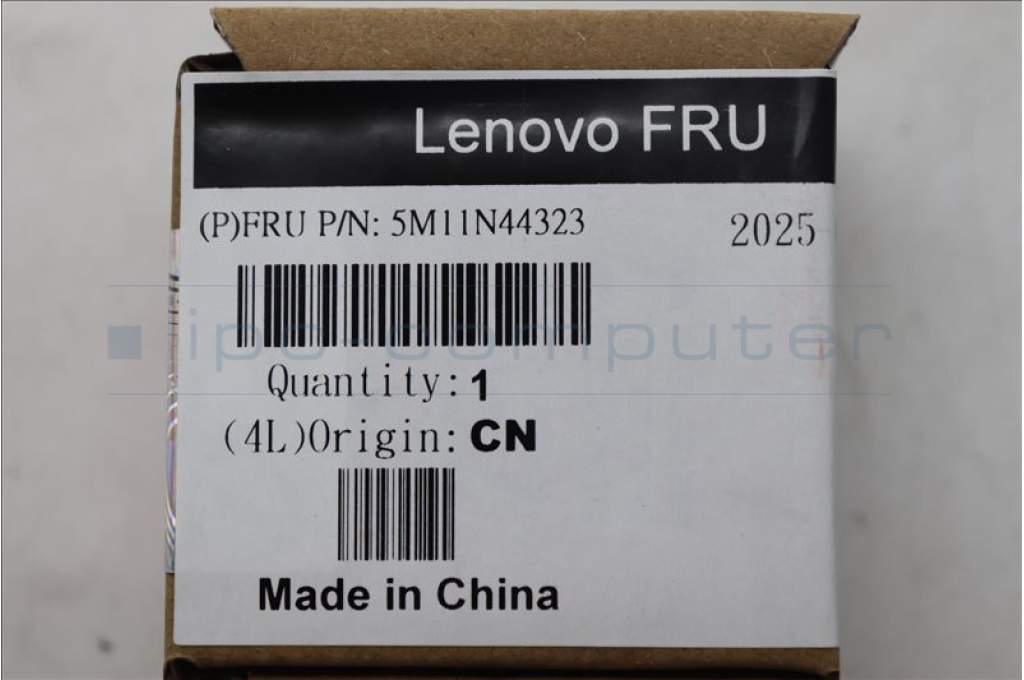 Lenovo FRU
(P)FRU P/N: 5M11N44323
2025
ipc-computer
Quantity: 1
(4L)Origin: CN
Made in China